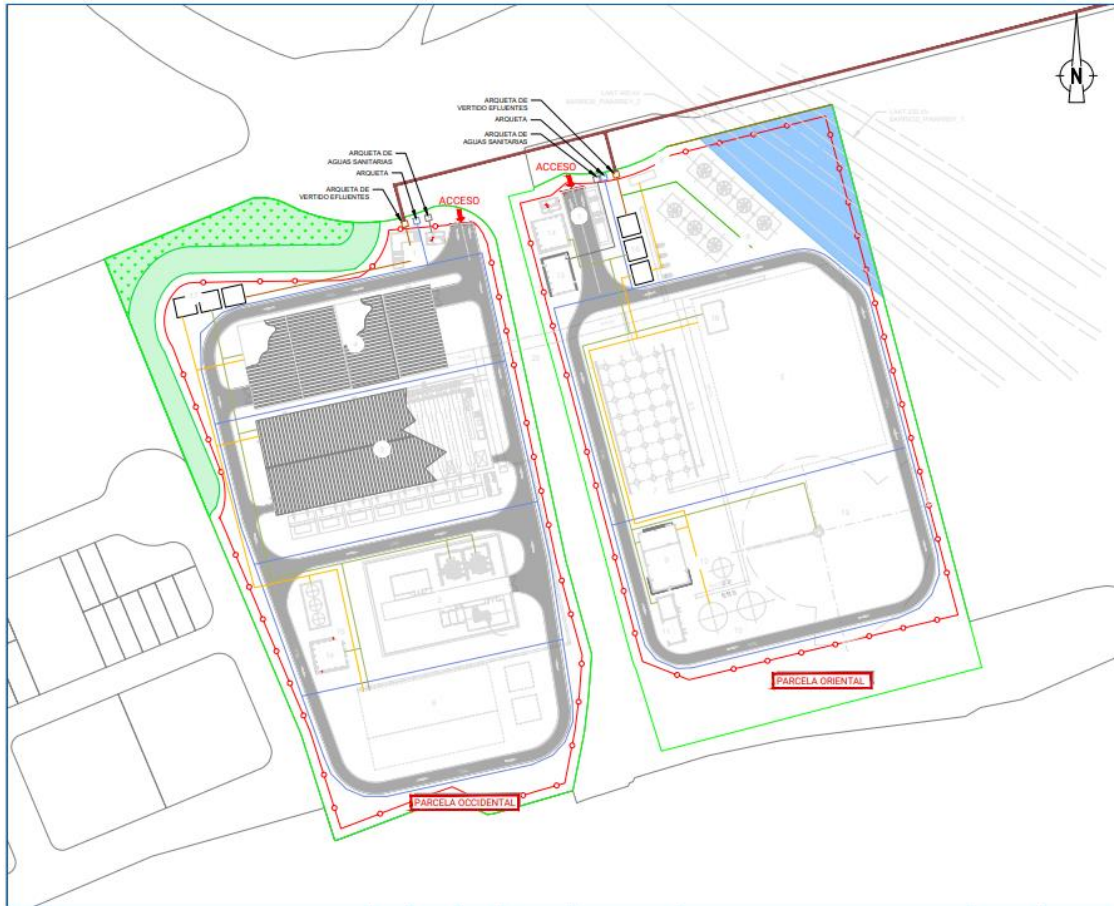 N
ARQUETA DE
VERTIDO EFLUENTES
ARQUETA
ARQUETA DE
AGUAS SANITARIAS
ACCESO
ARQUETA DE
AGUAS SANITARIAS
ARQUETA
ARQUETA DE
VERTIDO EFLUENTES
ACCESO
PARCELA ORIENTAL
PARCELA OCCIDENTAL